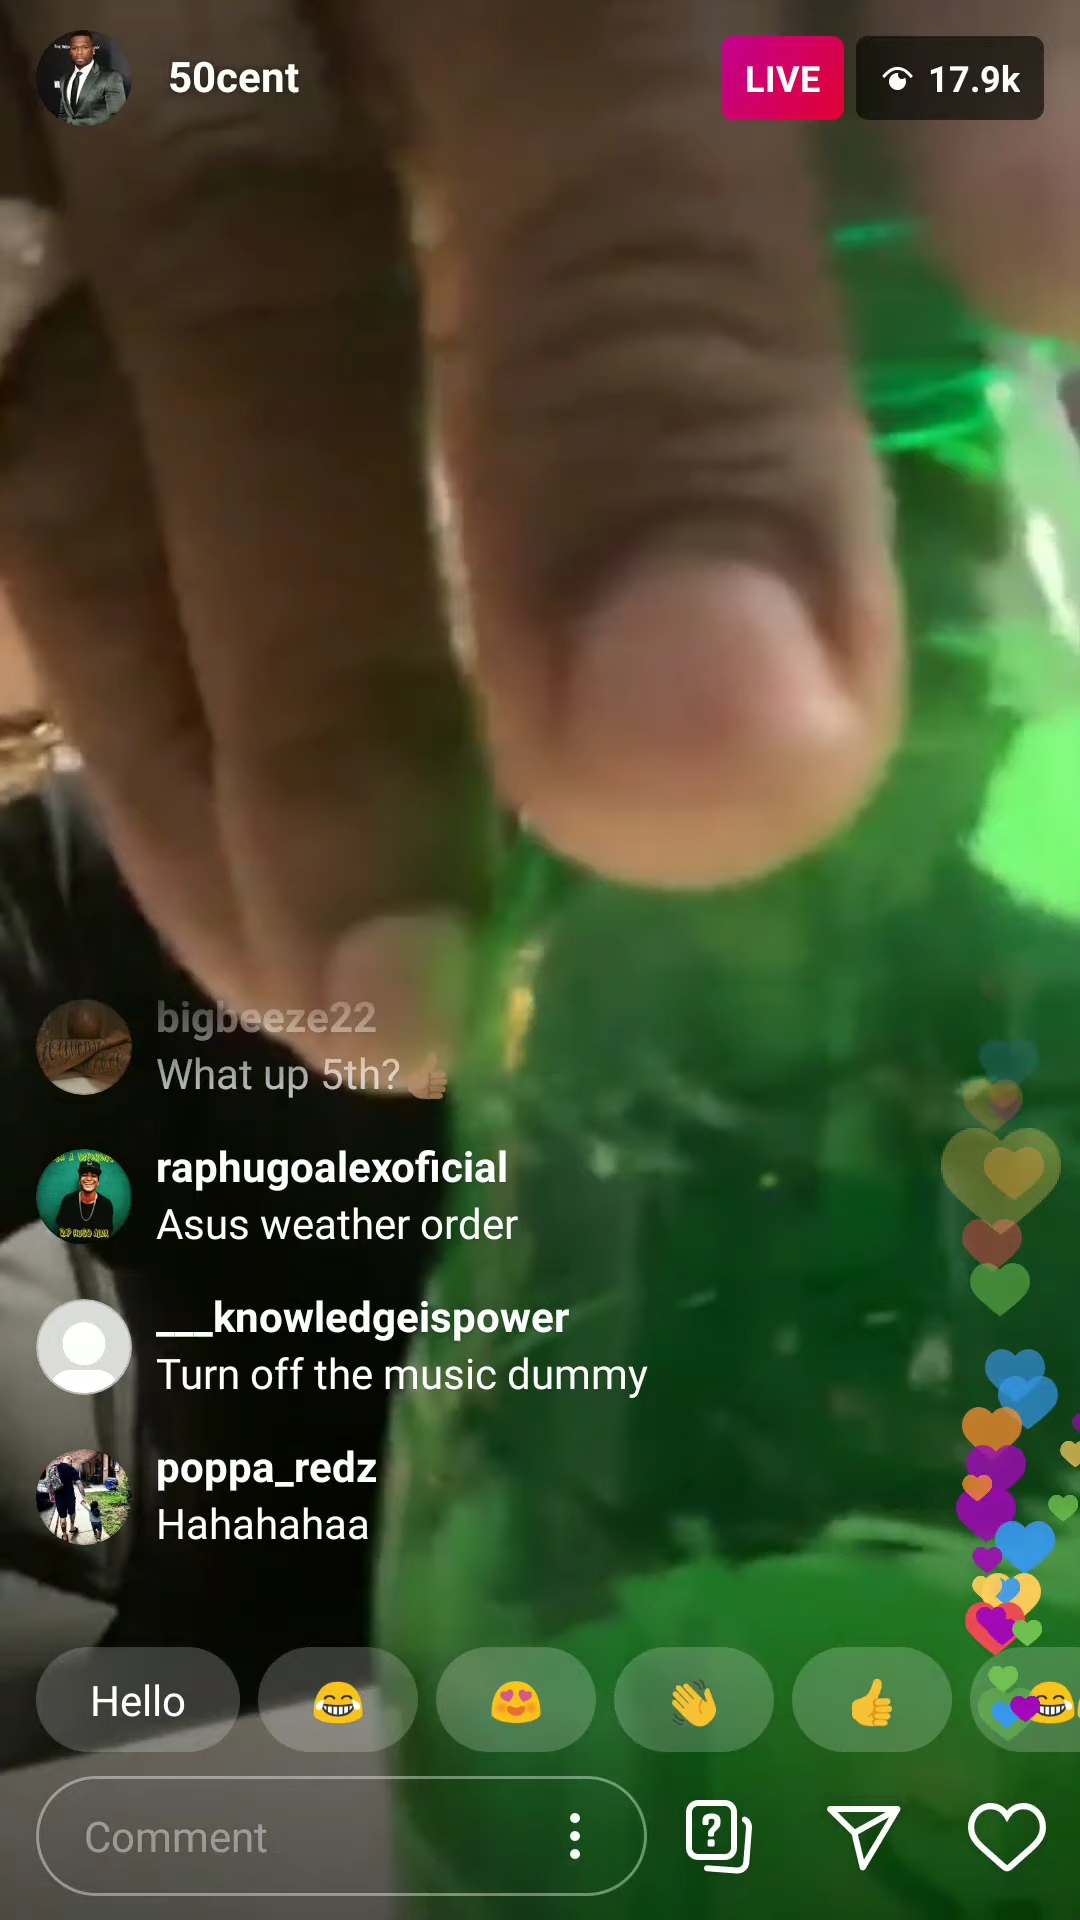 50cent
LIVE
17.9k
bigbeeze22
What up 5th?👍🏽
raphugoalexoficial
Asus weather order
___knowledgeispower
Turn off the music dummy
poppa_redz
Hahahahaa
Hello 😂 😍 👋 👍 😂
Comment